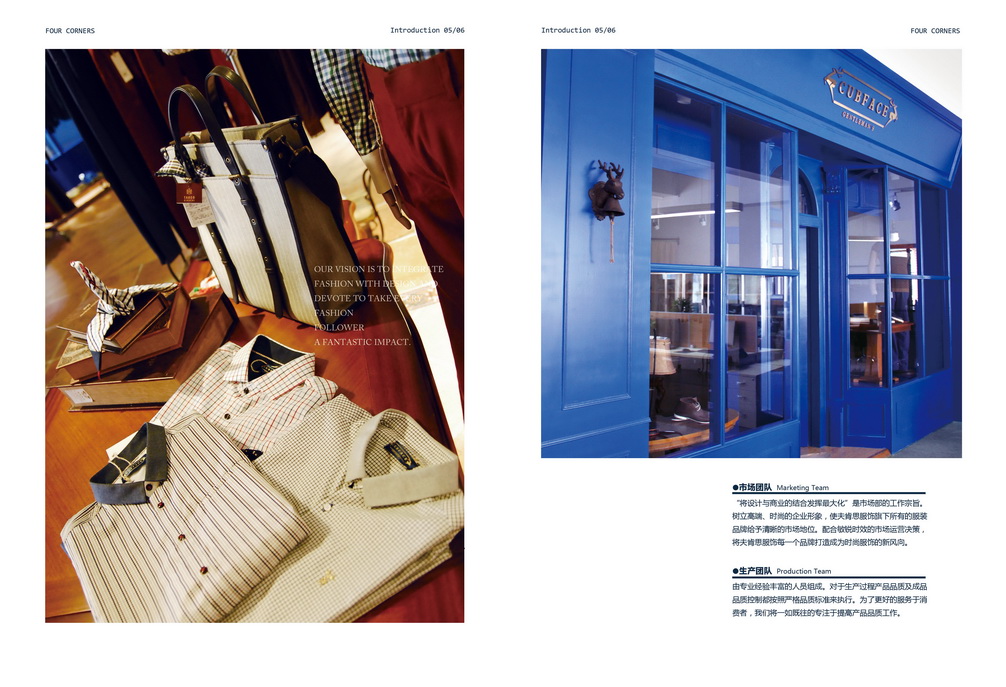 FOUR CORNERS
Introduction 05/06
OUR VISION IS TO INTEGRATE
FASHION WITH DESIGN AND
DEVOTE TO TAKE EVERY
FASHION
FOLLOWER
A FANTASTIC IMPACT.
Introduction 05/06
FOUR CORNERS
CUBFACE
GENTLEMAN'S
●市场团队 Marketing Team
“将设计与商业的结合发挥最大化”是市场部的工作宗旨。
树立高端、时尚的企业形象，使夫肯思服饰旗下所有的服装
品牌给予清晰的市场地位。配合敏锐时效的市场运营决策，
将夫肯思服饰每一个品牌打造成为时尚服饰的新风向。
●生产团队 Production Team
由专业经验丰富的人员组成。对于生产过程产品品质及成品
品质控制都按照严格品质标准来执行。为了更好的服务于消
费者，我们将一如既往的专注于提高产品品质工作。